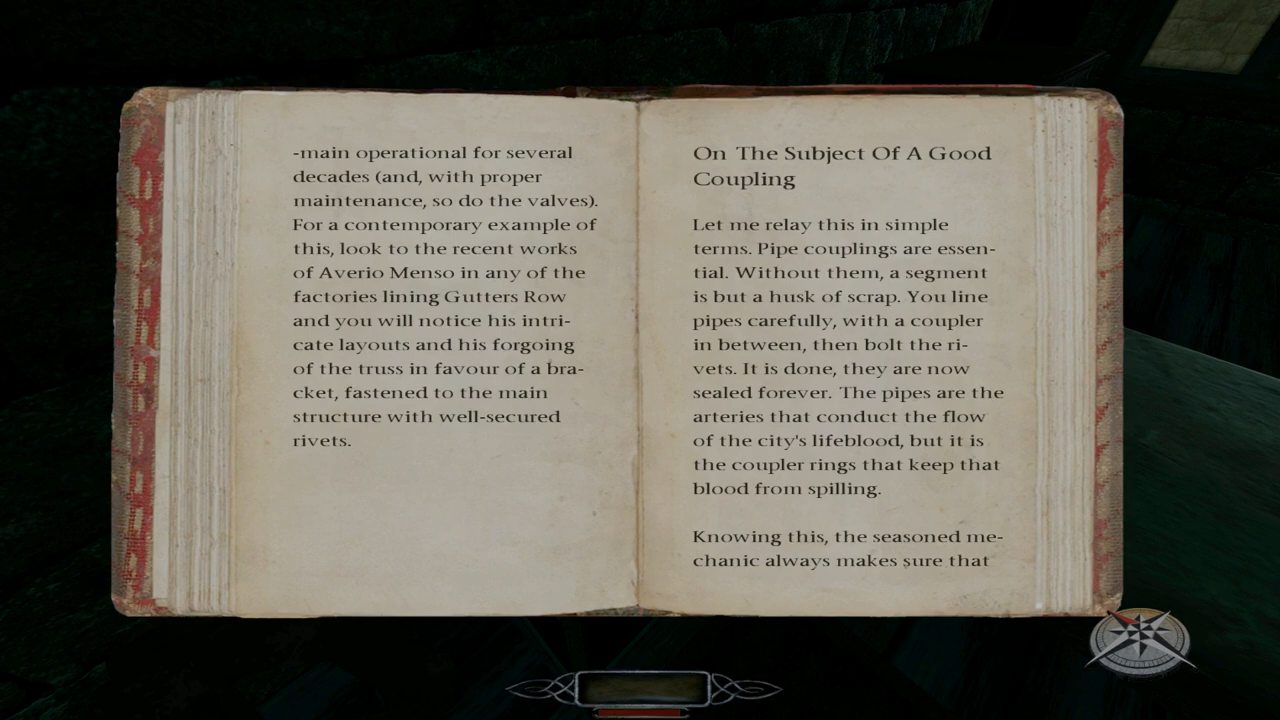 -main operational for several
decades (and, with proper
maintenance, so do the valves).
For a contemporary example of
this, look to the recent works
of Averio Menso in any of the
factories lining Gutters Row
and you will notice his intri-
cate layouts and his forgoing
of the truss in favour of a bra-
cket, fastened to the main
structure with well-secured
rivets.
On The Subject Of A Good
Coupling
Let me relay this in simple
terms. Pipe couplings are essen-
tial. Without them, a segment
is but a husk of scrap. You line
pipes carefully, with a coupler
in between, then bolt the ri-
vets. It is done, they are now
sealed forever. The pipes are the
arteries that conduct the flow
of the city's lifeblood, but it is
the coupler rings that keep that
blood from spilling.
Knowing this, the seasoned me-
chanic always makes sure that